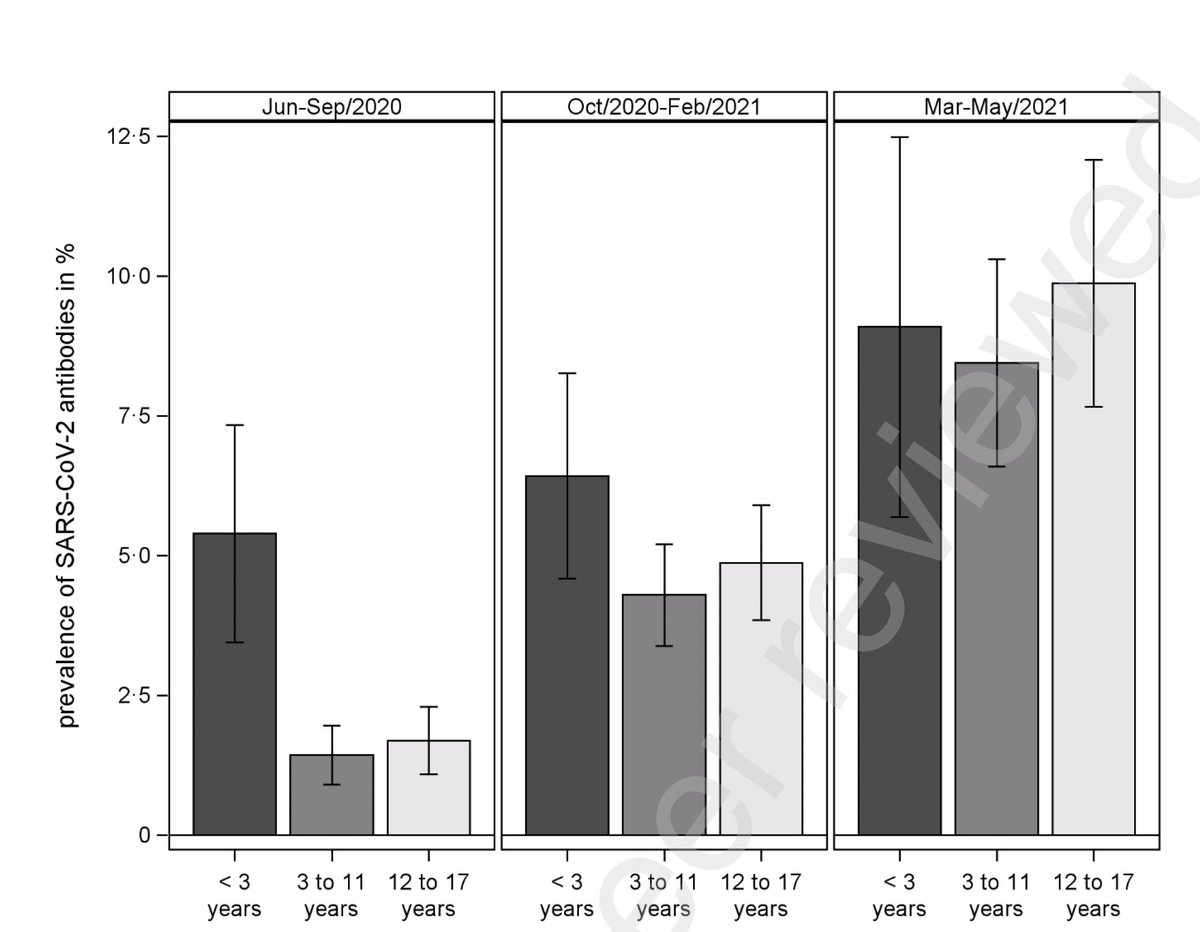 Jun-Sep/2020
Oct/2020-Feb/2021
Mar-May/2021
prevalence of SARS-CoV-2 antibodies in %
12·5
10·0
7·5
5·0
2·5
0
< 3 years
3 to 11 years
12 to 17 years
< 3 years
3 to 11 years
12 to 17 years
< 3 years
3 to 11 years
12 to 17 years
eer reviewed